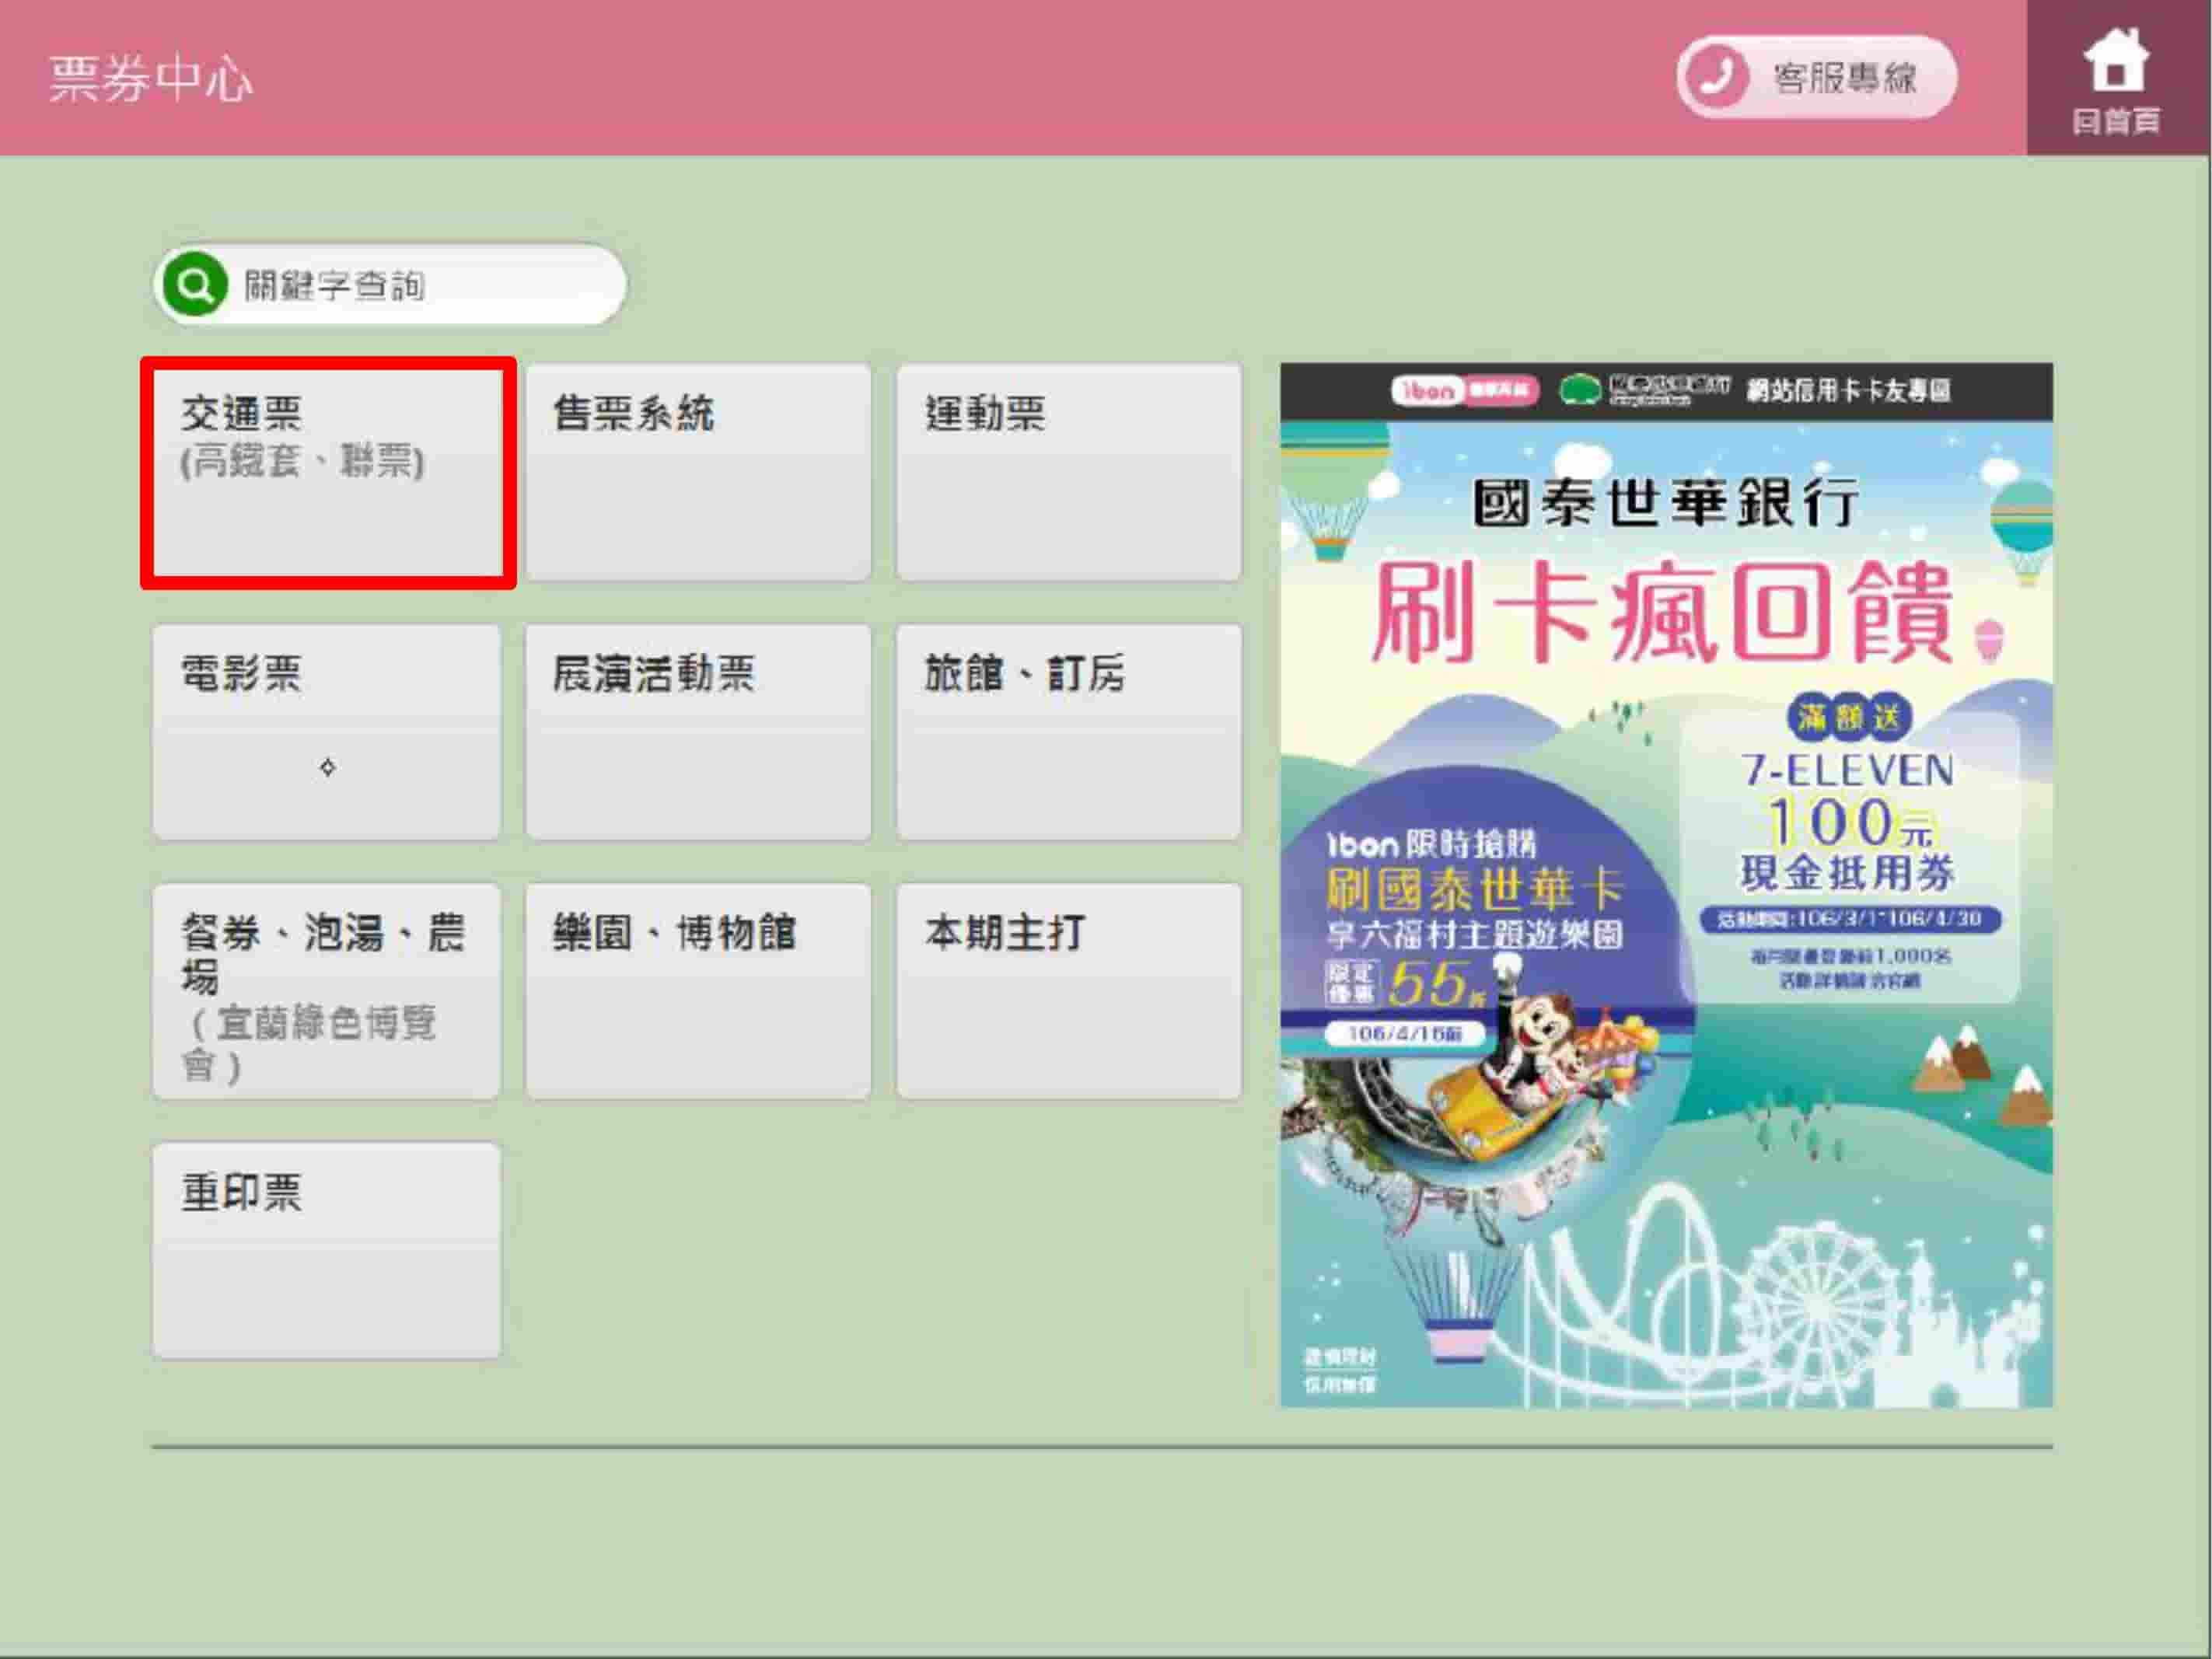 票券中心
客服專線
回首頁
關鍵字查詢
交通票
(高鐵套、聯票)
售票系統
運動票
電影票
展演活動票
旅館、訂房
餐券、泡湯、農
場
（宜蘭綠色博覽
會）
樂園、博物館
本期主打
重印票
ibon 網站信用卡卡友專區
國泰世華銀行
刷卡瘋回饋
滿額送
7-ELEVEN
100元
現金抵用券
活動期間:106/3/1~106/4/30
ibon 限時搶購
刷國泰世華卡
享六福村主題遊樂園
限定
優惠 55折
106/4/16前